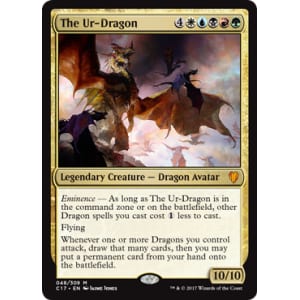 The Ur-Dragon 4
Legendary Creature — Dragon Avatar
Eminence — As long as The Ur-Dragon is in
the command zone or on the battlefield, other
Dragon spells you cast cost 1 less to cast.
Flying
Whenever one or more Dragons you control
attack, draw that many cards, then you may
put a permanent card from your hand onto
the battlefield.
10/10
048/309 M
C17 • EN Jaime Jones
™ & © 2017 Wizards of the Coast